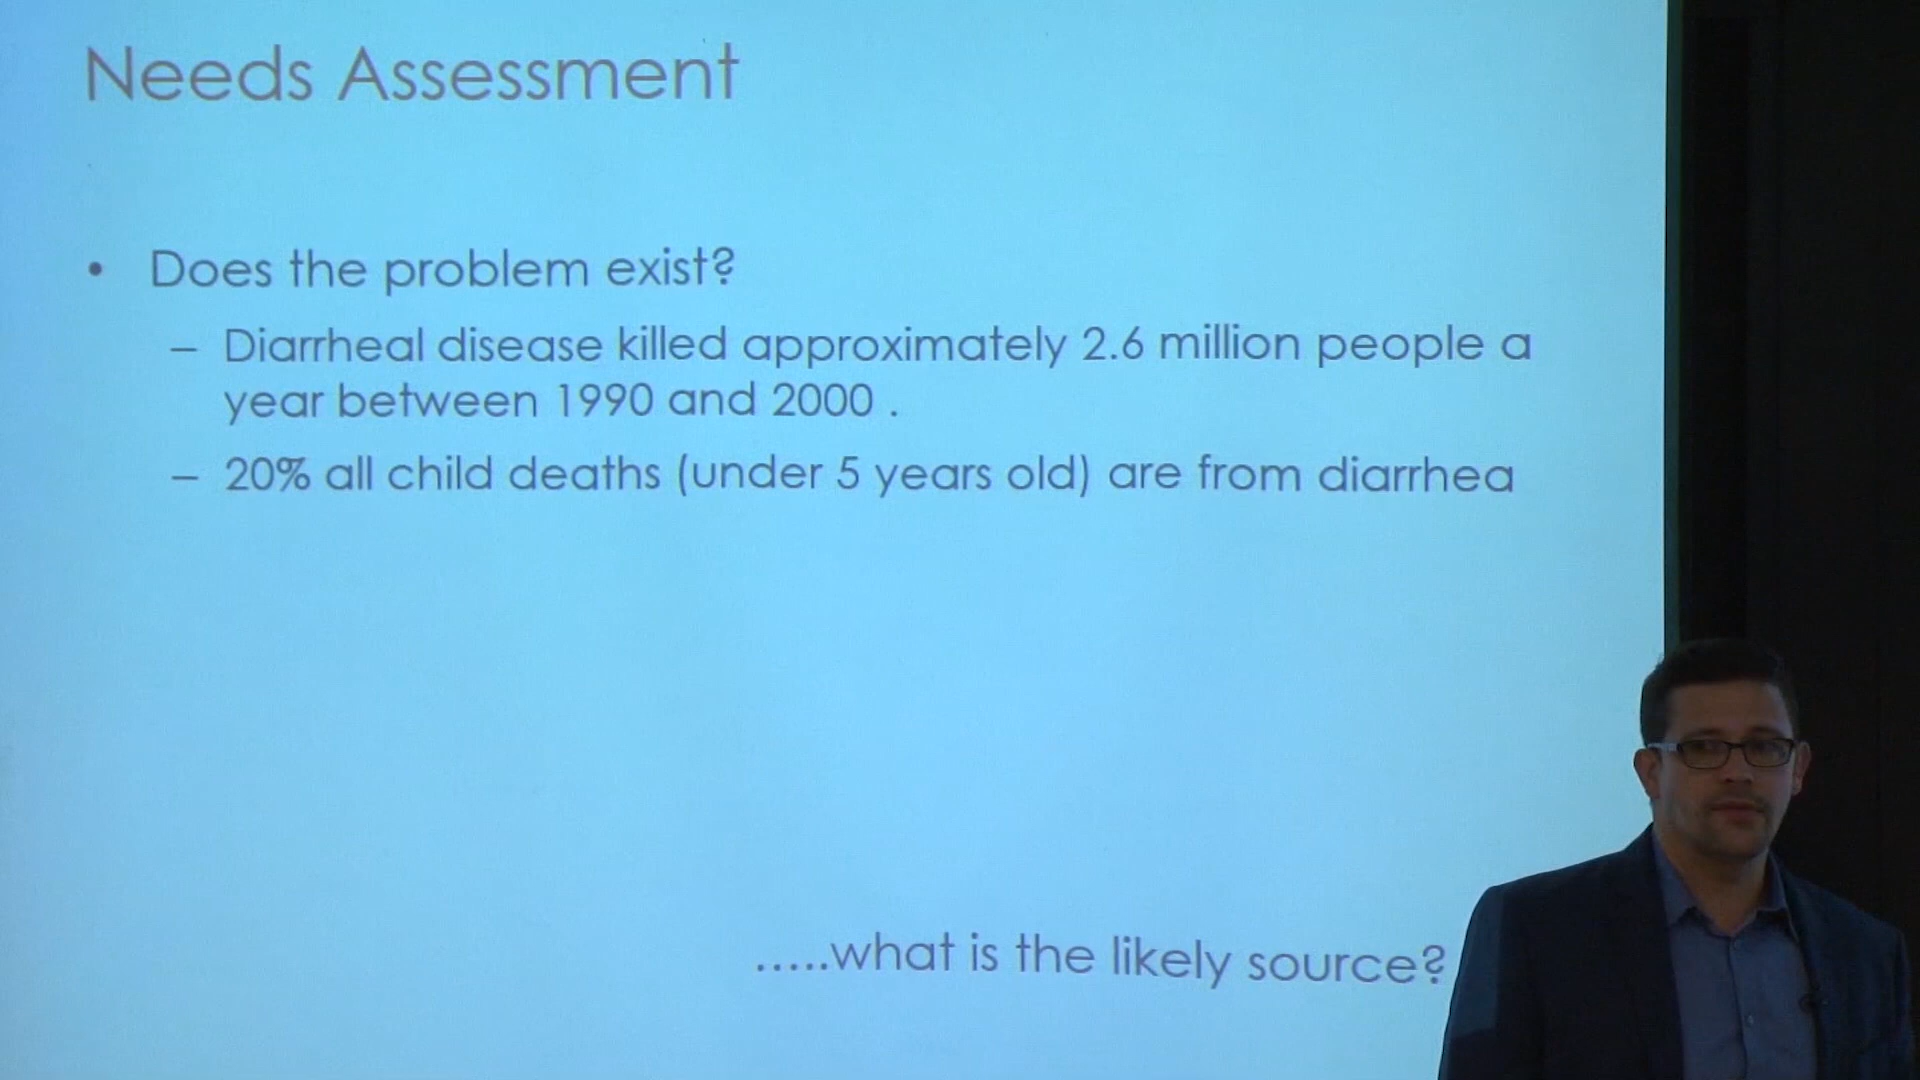 Needs Assessment
• Does the problem exist?
– Diarrheal disease killed approximately 2.6 million people a
year between 1990 and 2000 .
– 20% all child deaths (under 5 years old) are from diarrhea
.....what is the likely source?